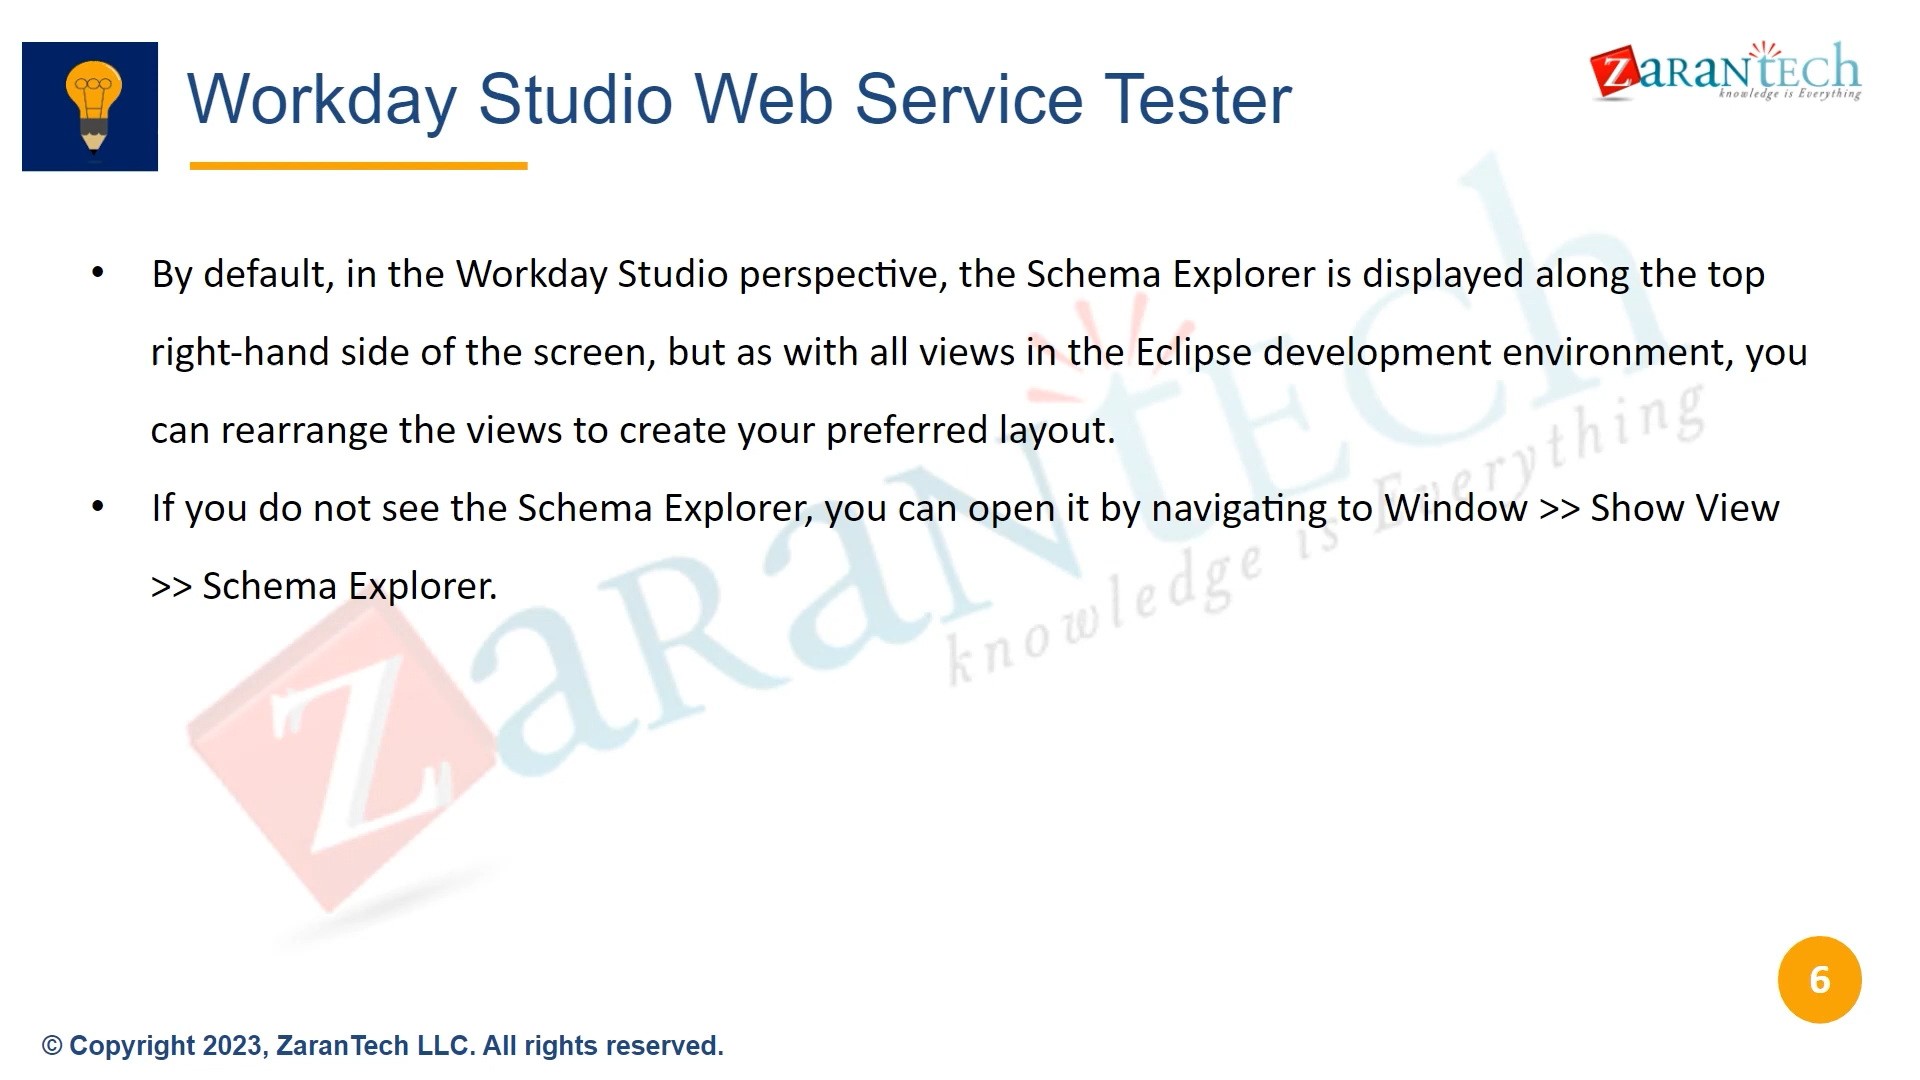 Workday Studio Web Service Tester
ZaranTech
knowledge is Everything
• By default, in the Workday Studio perspective, the Schema Explorer is displayed along the top
right-hand side of the screen, but as with all views in the Eclipse development environment, you
can rearrange the views to create your preferred layout.
• If you do not see the Schema Explorer, you can open it by navigating to Window >> Show View
>> Schema Explorer.
ZaranTech
knowledge is Everything
6
© Copyright 2023, ZaranTech LLC. All rights reserved.